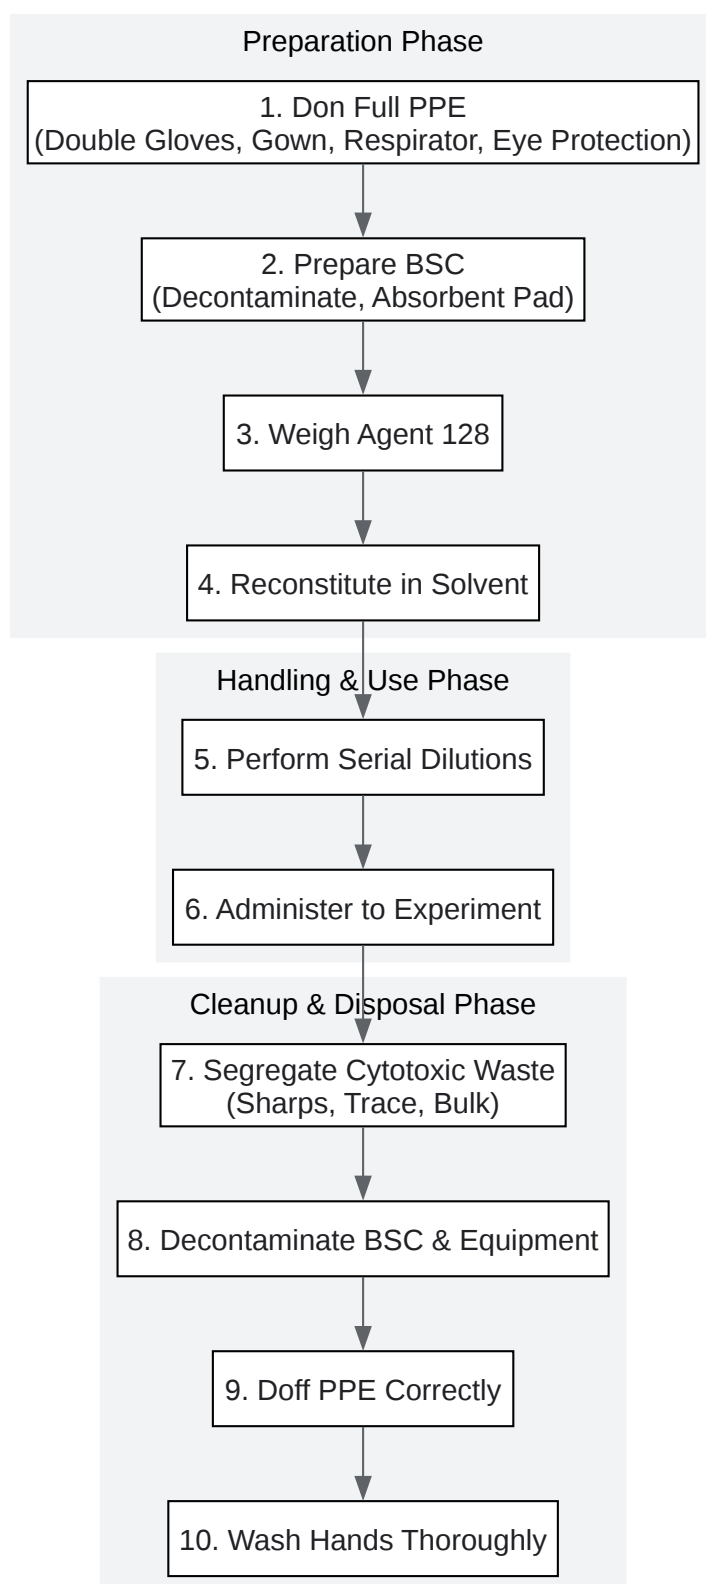 Preparation Phase
1. Don Full PPE
(Double Gloves, Gown, Respirator, Eye Protection)
2. Prepare BSC
(Decontaminate, Absorbent Pad)
3. Weigh Agent 128
4. Reconstitute in Solvent
Handling & Use Phase
5. Perform Serial Dilutions
6. Administer to Experiment
Cleanup & Disposal Phase
7. Segregate Cytotoxic Waste
(Sharps, Trace, Bulk)
8. Decontaminate BSC & Equipment
9. Doff PPE Correctly
10. Wash Hands Thoroughly